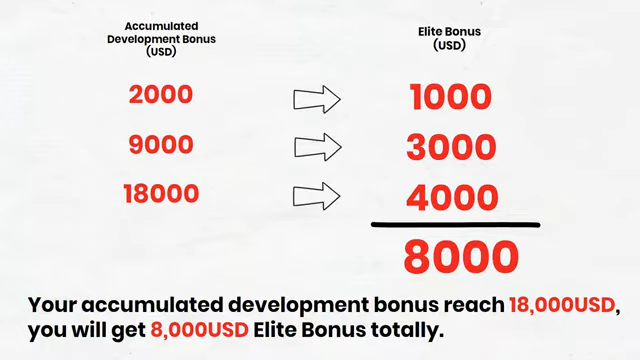 Accumulated
Development Bonus
(USD)
Elite Bonus
(USD)
2000 1000
9000 3000
18000 4000
8000
Your accumulated development bonus reach 18,000USD,
you will get 8,000USD Elite Bonus totally.